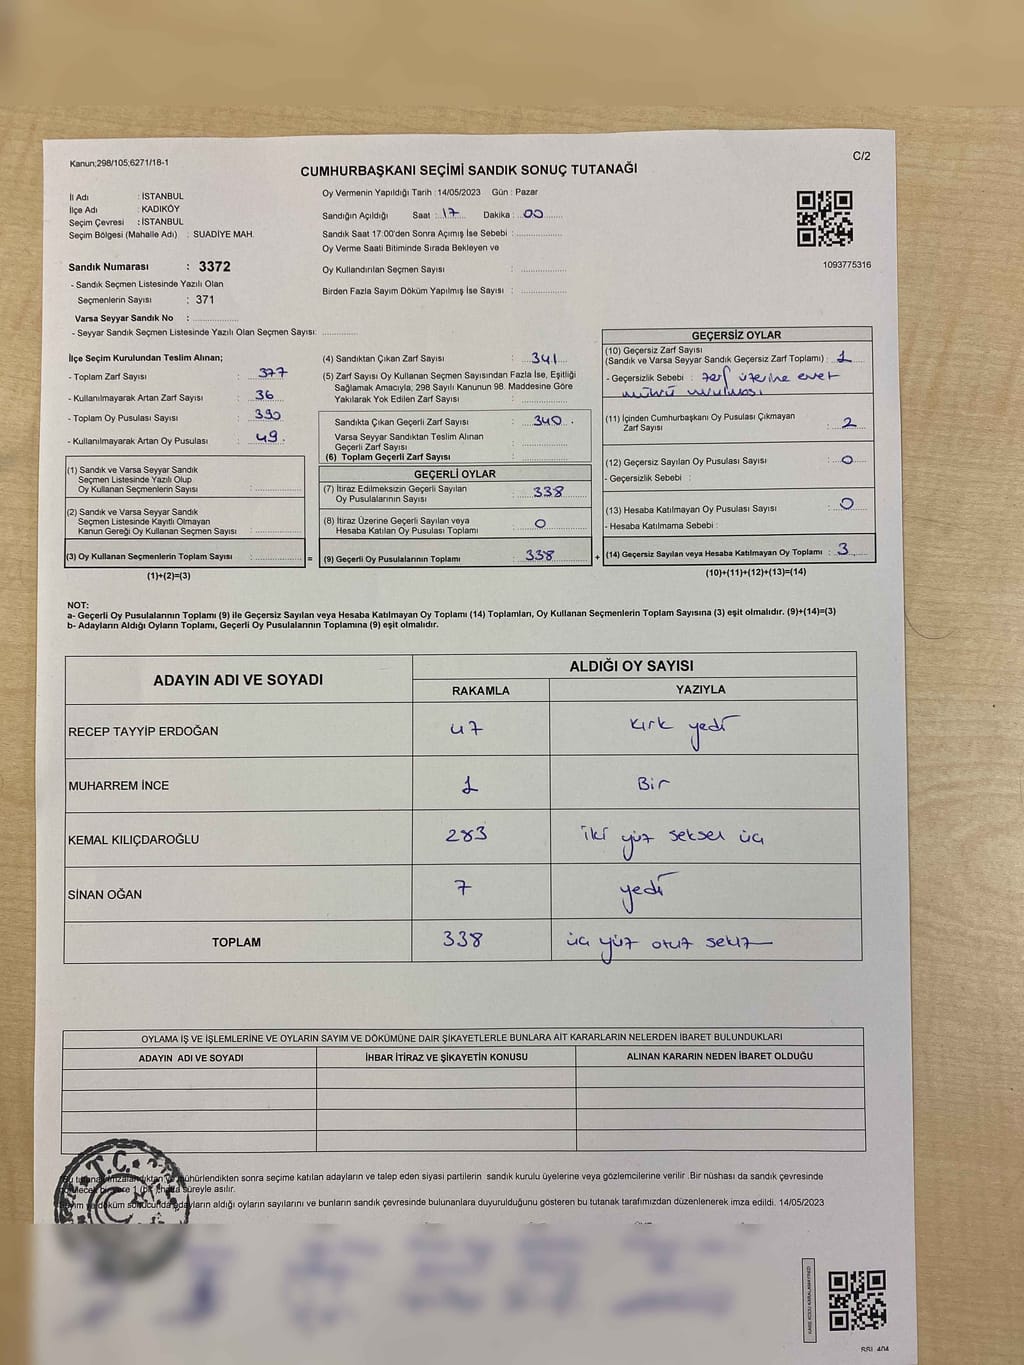 Kanun;298/105;6271/18-1
C/2
CUMHURBAŞKANI SEÇİMİ SANDIK SONUÇ TUTANAĞI
İl Adı : İSTANBUL
İlçe Adı : KADIKÖY
Seçim Çevresi : İSTANBUL
Seçim Bölgesi (Mahalle Adı) : SUADİYE MAH.
Sandık Numarası : 3372
- Sandık Seçmen Listesinde Yazılı Olan
Seçmenlerin Sayısı : 371
Varsa Seyyar Sandık No :
- Seyyar Sandık Seçmen Listesinde Yazılı Olan Seçmen Sayısı:
Oy Vermenin Yapıldığı Tarih :14/05/2023 Gün : Pazar
Sandığın Açıldığı Saat : 17 Dakika : 00
Sandık Saat 17:00'den Sonra Açımış İse Sebebi :
Oy Verme Saati Bitiminde Sırada Bekleyen ve
Oy Kullandırılan Seçmen Sayısı :
Birden Fazla Sayım Döküm Yapılmış İse Sayısı :
1093775316
İlçe Seçim Kurulundan Teslim Alınan;
- Toplam Zarf Sayısı : 377
- Kullanılmayarak Artan Zarf Sayısı : 36
- Toplam Oy Pusulası Sayısı : 390
- Kullanılmayarak Artan Oy Pusulası : 49.
(1) Sandık ve Varsa Seyyar Sandık
Seçmen Listesinde Yazılı Olup
Oy Kullanan Seçmenlerin Sayısı :
(2) Sandık ve Varsa Seyyar Sandık
Seçmen Listesinde Kayıtlı Olmayan
Kanun Gereği Oy Kullanan Seçmen Sayısı :
(3) Oy Kullanan Seçmenlerin Toplam Sayısı : =
(1)+(2)=(3)
(4) Sandıktan Çıkan Zarf Sayısı : 341
(5) Zarf Sayısı Oy Kullanan Seçmen Sayısından Fazla İse, Eşitliği
Sağlamak Amacıyla; 298 Sayılı Kanunun 98. Maddesine Göre
Yakılarak Yok Edilen Zarf Sayısı :
Sandıkta Çıkan Geçerli Zarf Sayısı : 340.
Varsa Seyyar Sandıktan Teslim Alınan
Geçerli Zarf Sayısı :
(6) Toplam Geçerli Zarf Sayısı :
GEÇERLİ OYLAR
(7) İtiraz Edilmeksizin Geçerli Sayılan
Oy Pusulalarının Sayısı : 338
(8) İtiraz Üzerine Geçerli Sayılan veya
Hesaba Katılan Oy Pusulası Toplamı : 0
(9) Geçerli Oy Pusulalarının Toplamı : 338 +
GEÇERSİZ OYLAR
(10) Geçersiz Zarf Sayısı
(Sandık ve Varsa Seyyar Sandık Geçersiz Zarf Toplamı) : 1
- Geçersizlik Sebebi : zarf üzerine evet
mührü vurulması
(11) İçinden Cumhurbaşkanı Oy Pusulası Çıkmayan
Zarf Sayısı : 2
(12) Geçersiz Sayılan Oy Pusulası Sayısı : 0
- Geçersizlik Sebebi :
(13) Hesaba Katılmayan Oy Pusulası Sayısı : 0
- Hesaba Katılmama Sebebi :
(14) Geçersiz Sayılan veya Hesaba Katılmayan Oy Toplamı : 3
(10)+(11)+(12)+(13)=(14)
NOT:
a- Geçerli Oy Pusulalarının Toplamı (9) ile Geçersiz Sayılan veya Hesaba Katılmayan Oy Toplamı (14) Toplamları, Oy Kullanan Seçmenlerin Toplam Sayısına (3) eşit olmalıdır. (9)+(14)=(3)
b- Adayların Aldığı Oyların Toplamı, Geçerli Oy Pusulalarının Toplamına (9) eşit olmalıdır.
ADAYIN ADI VE SOYADI
ALDIĞI OY SAYISI
RAKAMLA YAZIYLA
RECEP TAYYİP ERDOĞAN 47 kırk yedi
MUHARREM İNCE 1 Bir
KEMAL KILIÇDAROĞLU 283 iki yüz seksen üç
SİNAN OĞAN 7 yedi
TOPLAM 338 üç yüz otuz sekiz
OYLAMA İŞ VE İŞLEMLERİNE VE OYLARIN SAYIM VE DÖKÜMÜNE DAİR ŞİKAYETLERLE BUNLARA AİT KARARLARIN NELERDEN İBARET BULUNDUKLARI
ADAYIN ADI VE SOYADI İHBAR İTİRAZ VE ŞİKAYETİN KONUSU ALINAN KARARIN NEDEN İBARET OLDUĞU
T.C.
mühürlendikten sonra seçime katılan adayların ve talep eden siyasi partilerin sandık kurulu üyelerine veya gözlemcilerine verilir .Bir nüshası da sandık çevresinde
süreyle asılır.
adayların aldığı oyların sayılarını ve bunların sandık çevresinde bulunanlara duyurulduğunu gösteren bu tutanak tarafımızdan düzenlenerek imza edildi. 14/05/2023
KARE KODU KARALAMAYINIZ!